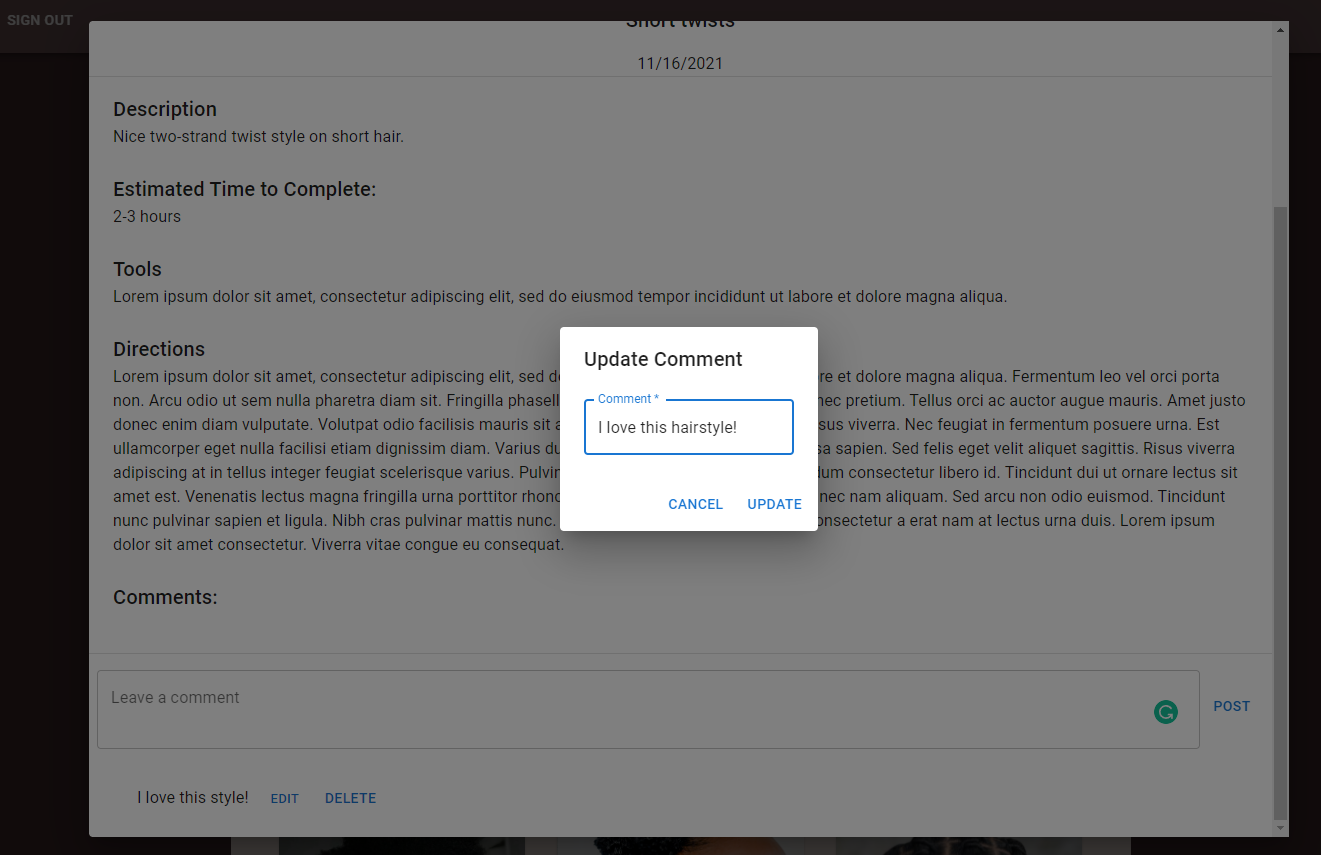 SIGN OUT
Short twists
11/16/2021
Description
Nice two-strand twist style on short hair.
Estimated Time to Complete:
2-3 hours
Tools
Lorem ipsum dolor sit amet, consectetur adipiscing elit, sed do eiusmod tempor incididunt ut labore et dolore magna aliqua.
Directions
Lorem ipsum dolor sit amet, consectetur adipiscing elit, sed do re et dolore magna aliqua. Fermentum leo vel orci porta
non. Arcu odio ut sem nulla pharetra diam sit. Fringilla phasell nec pretium. Tellus orci ac auctor augue mauris. Amet justo
donec enim diam vulputate. Volutpat odio facilisis mauris sit a sus viverra. Nec feugiat in fermentum posuere urna. Est
ullamcorper eget nulla facilisi etiam dignissim diam. Varius du sa sapien. Sed felis eget velit aliquet sagittis. Risus viverra
adipiscing at in tellus integer feugiat scelerisque varius. Pulvin dum consectetur libero id. Tincidunt dui ut ornare lectus sit
amet est. Venenatis lectus magna fringilla urna porttitor rhonc nec nam aliquam. Sed arcu non odio euismod. Tincidunt
nunc pulvinar sapien et ligula. Nibh cras pulvinar mattis nunc. onsectetur a erat nam at lectus urna duis. Lorem ipsum
dolor sit amet consectetur. Viverra vitae congue eu consequat.
Update Comment
Comment *
I love this hairstyle!
CANCEL UPDATE
Comments:
Leave a comment
POST
I love this style! EDIT DELETE